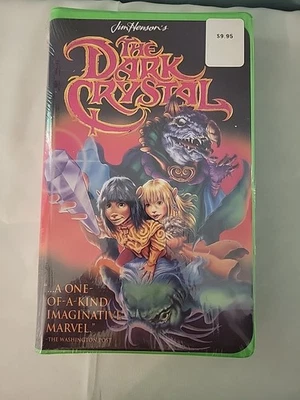 Jim Henson's
$9.95
THE
DARK
CRYSTAL
"...A ONE-
OF-A-KIND
IMAGINATIVE
MARVEL."
-THE WASHINGTON POST